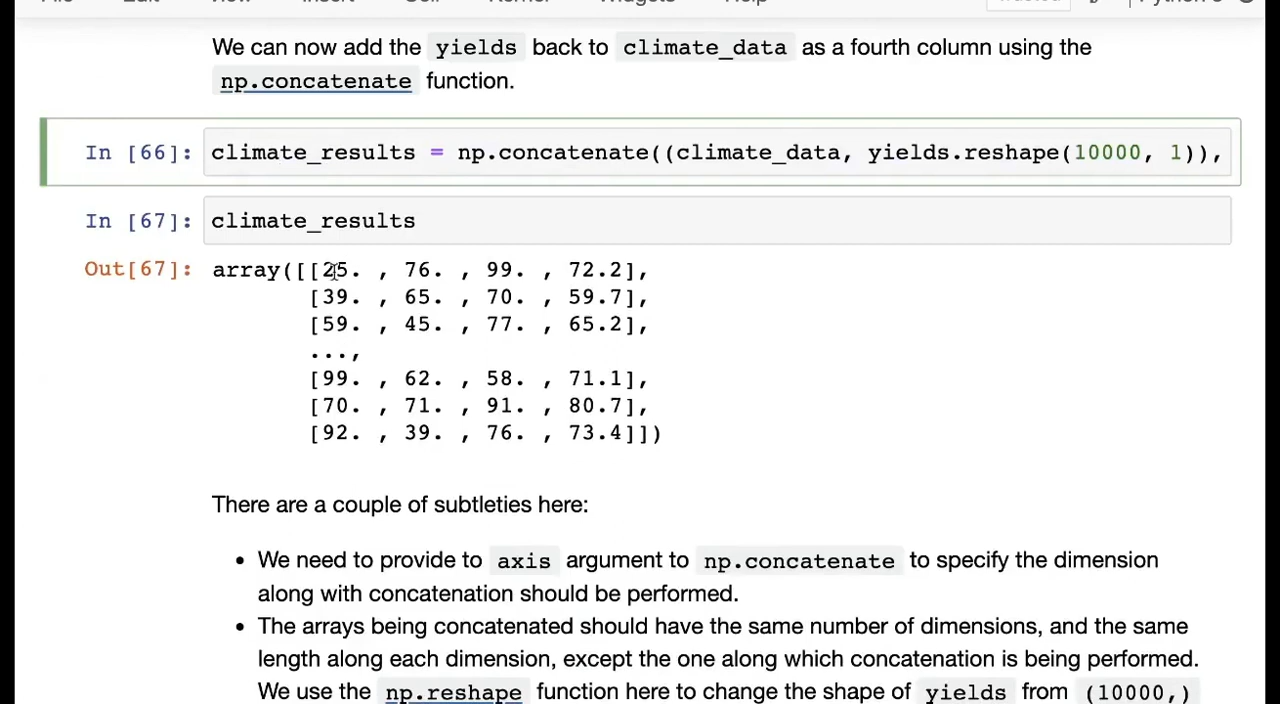 We can now add the yields back to climate_data as a fourth column using the
np.concatenate function.
In [66]: climate_results = np.concatenate((climate_data, yields.reshape(10000, 1)),
In [67]: climate_results
Out[67]: array([[25. , 76. , 99. , 72.2],
[39. , 65. , 70. , 59.7],
[59. , 45. , 77. , 65.2],
...,
[99. , 62. , 58. , 71.1],
[70. , 71. , 91. , 80.7],
[92. , 39. , 76. , 73.4]])
There are a couple of subtleties here:
• We need to provide to axis argument to np.concatenate to specify the dimension
along with concatenation should be performed.
• The arrays being concatenated should have the same number of dimensions, and the same
length along each dimension, except the one along which concatenation is being performed.
We use the np.reshape function here to change the shape of yields from (10000,)